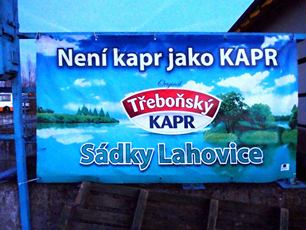 Není kapr jako KAPR
Original
Třeboňský
KAPR
Sádky Lahovice